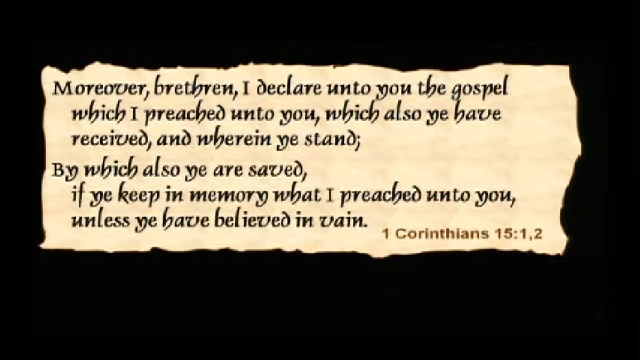 Moreover, brethren, I declare unto you the gospel
which I preached unto you, which also ye have
received, and wherein ye stand;
By which also ye are saved,
if ye keep in memory what I preached unto you,
unless ye have believed in vain.
1 Corinthians 15:1,2